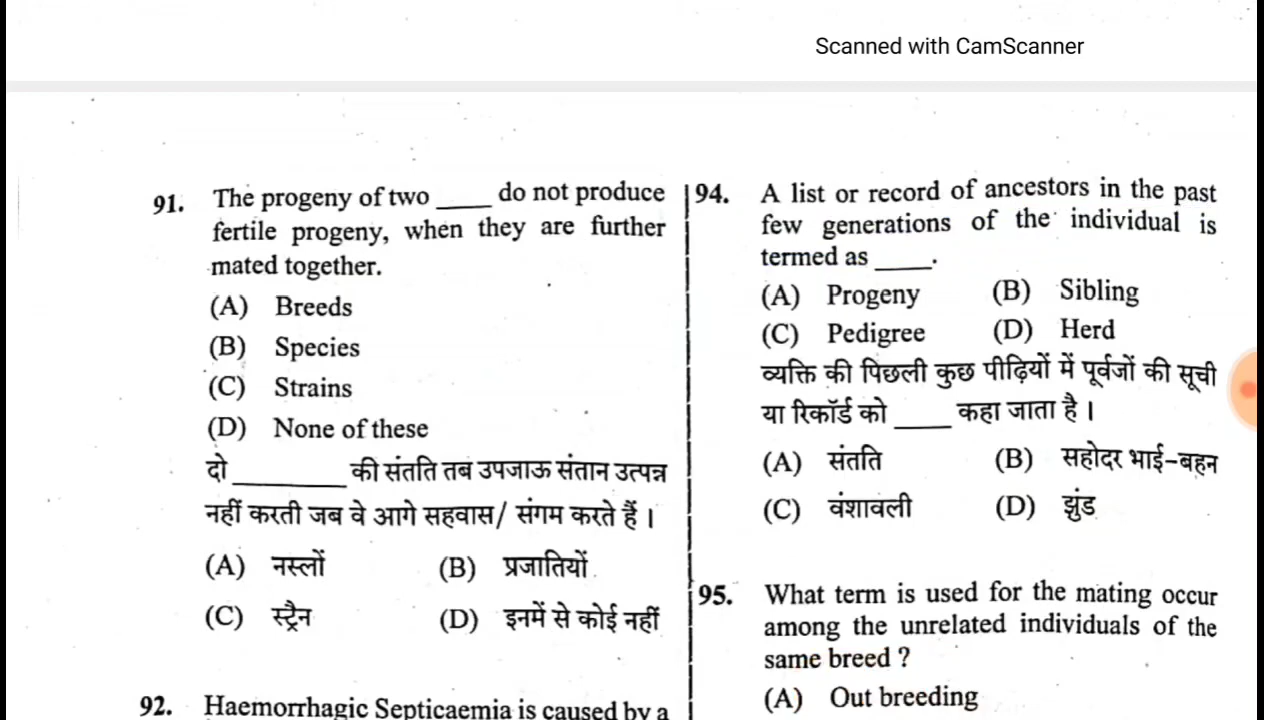 Scanned with CamScanner
91. The progeny of two ____ do not produce
fertile progeny, when they are further
mated together.
(A) Breeds
(B) Species
(C) Strains
(D) None of these
दो ________ की संतति तब उपजाऊ संतान उत्पन्न
नहीं करती जब वे आगे सहवास/ संगम करते हैं।
(A) नस्लों (B) प्रजातियों
(C) स्ट्रैन (D) इनमें से कोई नहीं
92. Haemorrhagic Septicaemia is caused by a
94. A list or record of ancestors in the past
few generations of the individual is
termed as ____.
(A) Progeny (B) Sibling
(C) Pedigree (D) Herd
व्यक्ति की पिछली कुछ पीढ़ियों में पूर्वजों की सूची
या रिकॉर्ड को ____ कहा जाता है।
(A) संतति (B) सहोदर भाई-बहन
(C) वंशावली (D) झुंड
95. What term is used for the mating occur
among the unrelated individuals of the
same breed ?
(A) Out breeding